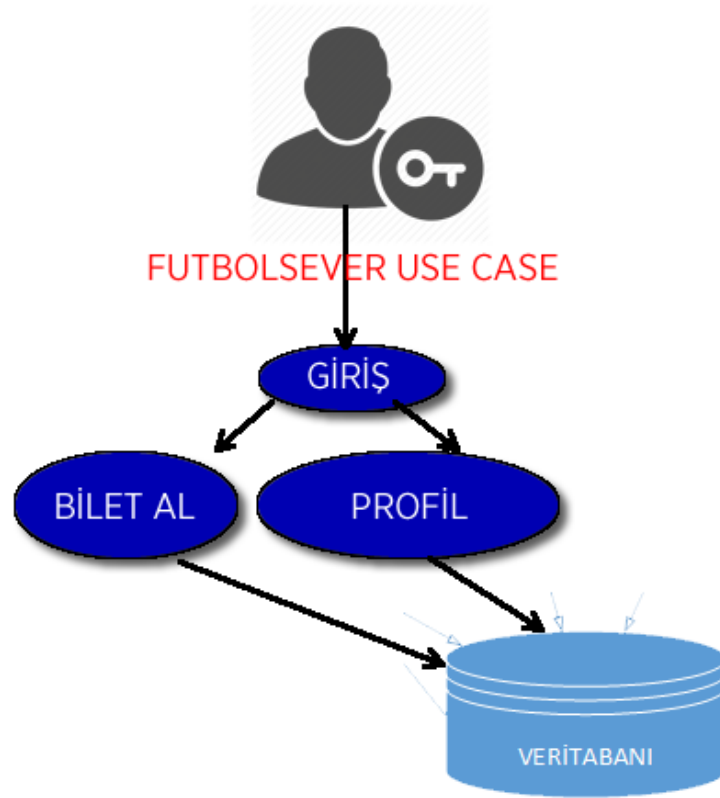 FUTBOLSEVER USE CASE
GİRİŞ
BİLET AL
PROFİL
VERİTABANI